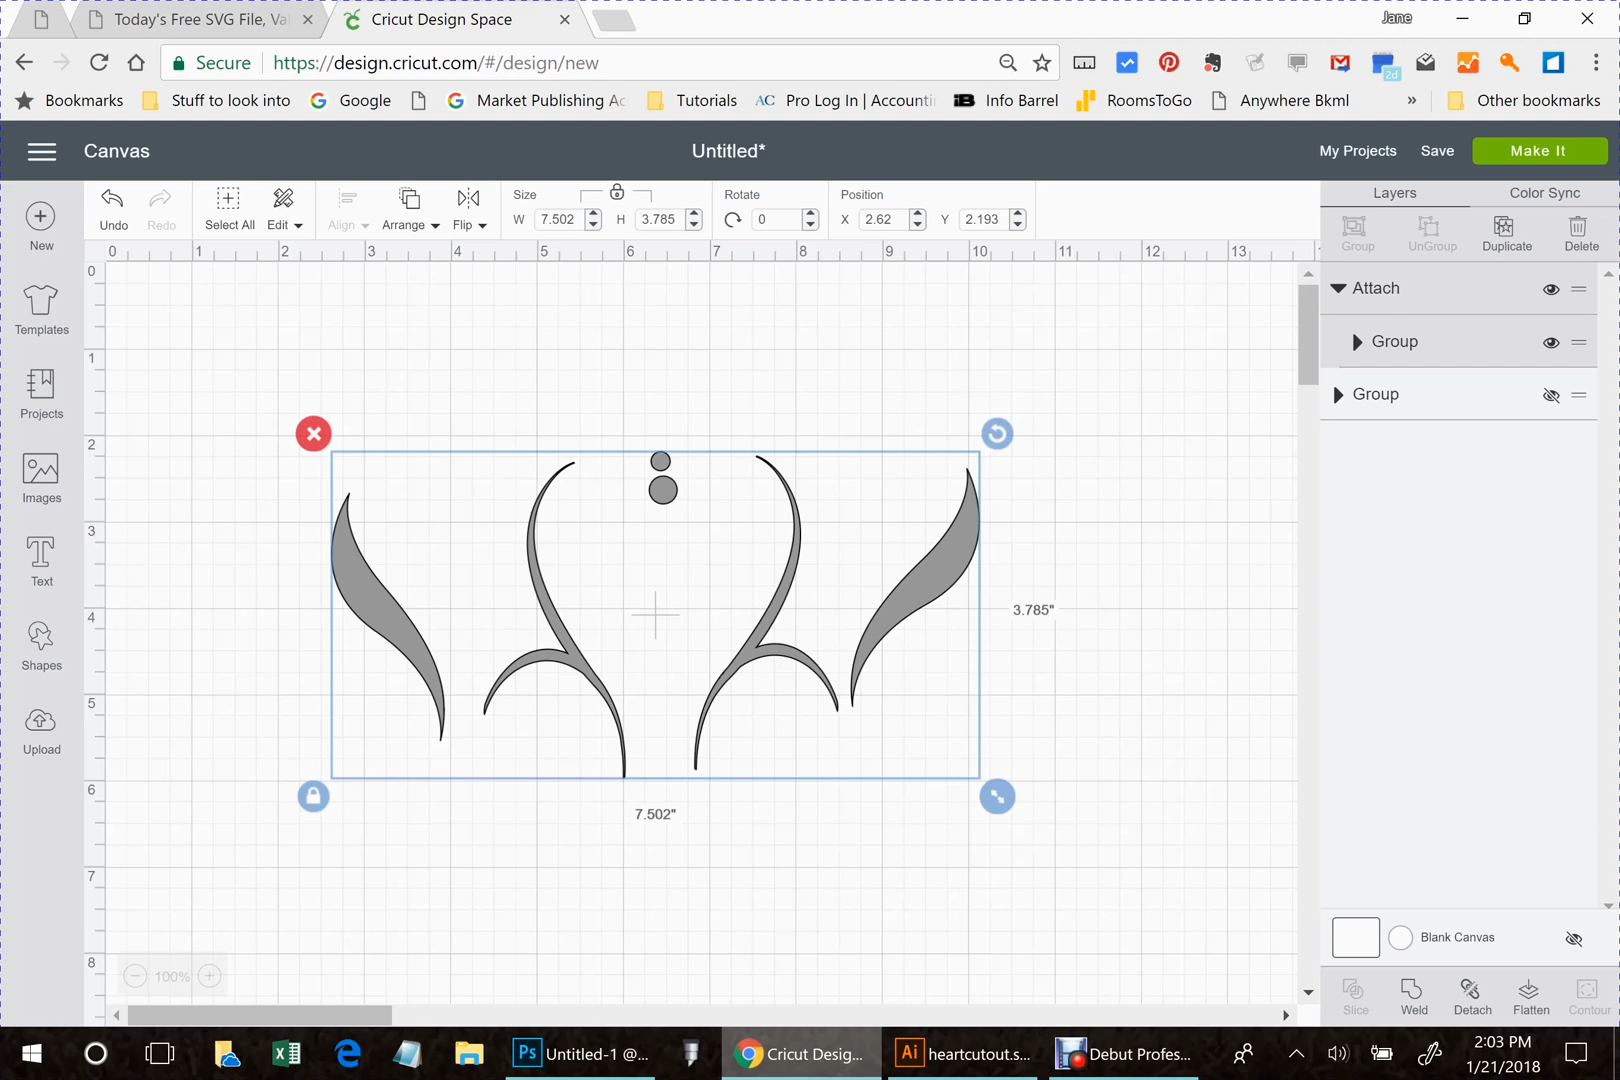 Today's Free SVG File, Va
Cricut Design Space
Jane
Secure
https://design.cricut.com/#/design/new
2d
Bookmarks
Stuff to look into
Google
Market Publishing Ac
Tutorials
AC Pro Log In | Accountin
iB Info Barrel
RoomsToGo
Anywhere Bkml
»
Other bookmarks
Canvas
Untitled*
My Projects
Save
Make It
New
Templates
Projects
Images
Text
Shapes
Upload
Undo
Redo
Select All
Edit
Align
Arrange
Flip
Size
W 7.502
H 3.785
Rotate
0
Position
X 2.62
Y 2.193
Layers
Color Sync
Group
UnGroup
Duplicate
Delete
0 1 2 3 4 5 6 7 8 9 10 11 12 13
0
1
2
3
4
5
6
7
8
3.785"
7.502"
100%
Attach
Group
Group
Blank Canvas
Slice
Weld
Detach
Flatten
Contour
Ps Untitled-1 @...
Cricut Desig...
Ai heartcutout.s...
Debut Profes...
2:03 PM
1/21/2018